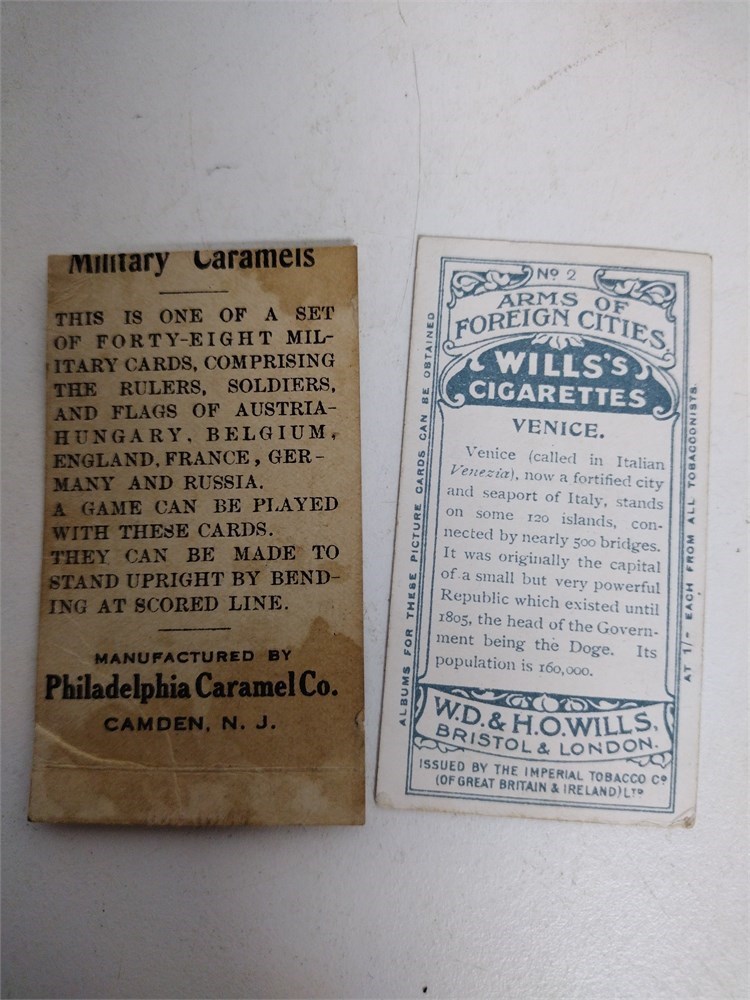 Military Caramels
THIS IS ONE OF A SET
OF FORTY-EIGHT MIL-
ITARY CARDS, COMPRISING
THE RULERS, SOLDIERS,
AND FLAGS OF AUSTRIA-
HUNGARY, BELGIUM,
ENGLAND, FRANCE, GER-
MANY AND RUSSIA.
A GAME CAN BE PLAYED
WITH THESE CARDS.
THEY CAN BE MADE TO
STAND UPRIGHT BY BEND-
ING AT SCORED LINE.
MANUFACTURED BY
Philadelphia Caramel Co.
CAMDEN, N. J.
Nº 2
ARMS OF
FOREIGN CITIES
WILLS'S
CIGARETTES
VENICE.
Venice (called in Italian
Venezia), now a fortified city
and seaport of Italy, stands
on some 120 islands, con-
nected by nearly 500 bridges.
It was originally the capital
of a small but very powerful
Republic which existed until
1805, the head of the Govern-
ment being the Doge. Its
population is 160,000.
W.D. & H.O. WILLS,
BRISTOL & LONDON.
ISSUED BY THE IMPERIAL TOBACCO Cº
(OF GREAT BRITAIN & IRELAND) LTD
ALBUMS FOR THESE PICTURE CARDS CAN BE OBTAINED
AT 1/- EACH FROM ALL TOBACCONISTS.